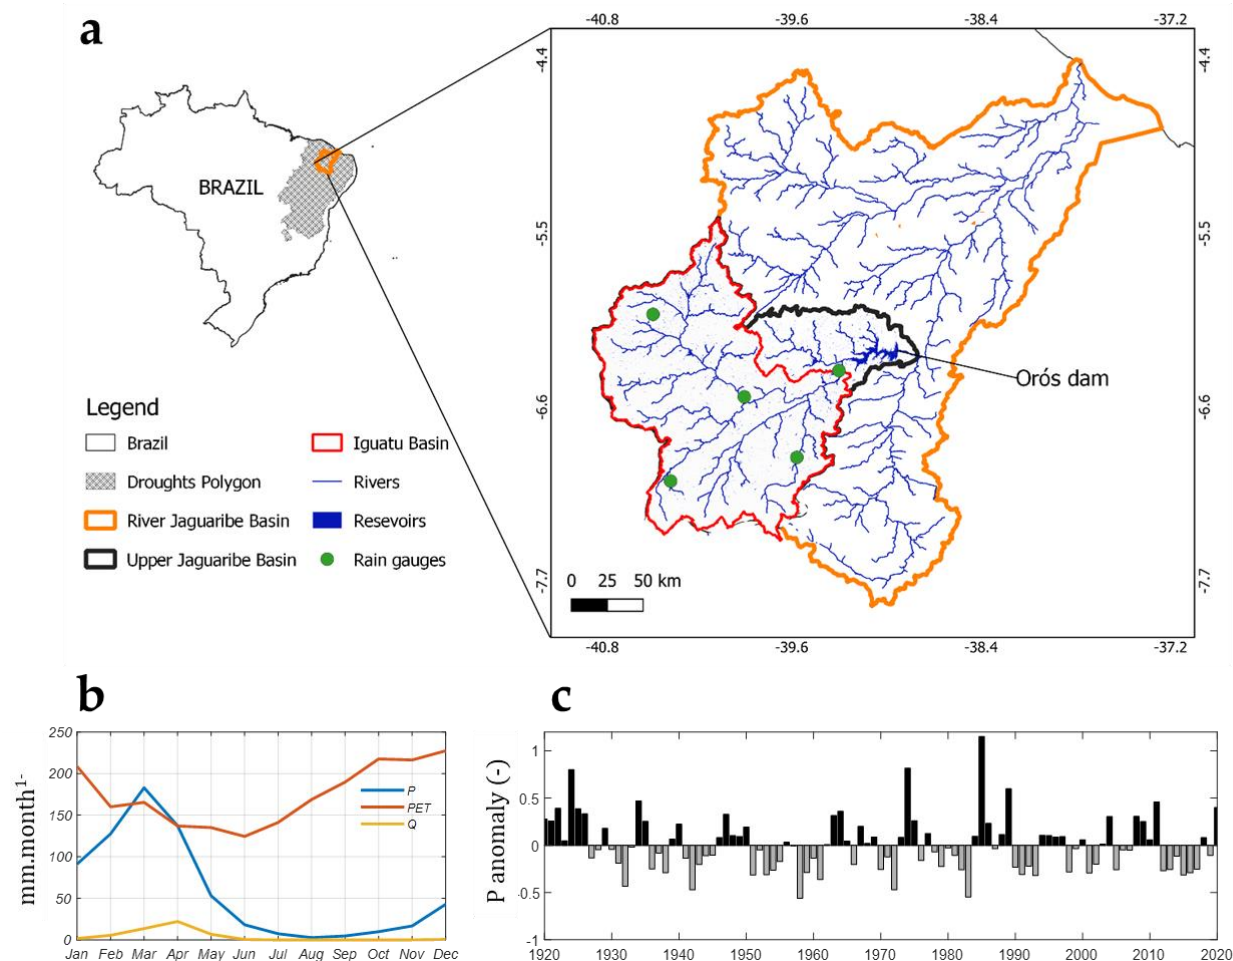 a
-40.8 -39.6 -38.4 -37.2
-4.4 -4.4
BRAZIL
-5.5 -5.5
Orós dam
-6.6 -6.6
Legend
Brazil
Iguatu Basin
Droughts Polygon
Rivers
River Jaguaribe Basin
Resevoirs
Upper Jaguaribe Basin
Rain gauges
0 25 50 km
-7.7 -7.7
-40.8 -39.6 -38.4 -37.2
b
mm.month1-
250
200
150
100
50
0
P
PET
Q
Jan Feb Mar Apr May Jun Jul Aug Sep Oct Nov Dec
c
P anomaly (-)
1
0.5
0
-0.5
-1
1920 1930 1940 1950 1960 1970 1980 1990 2000 2010 2020